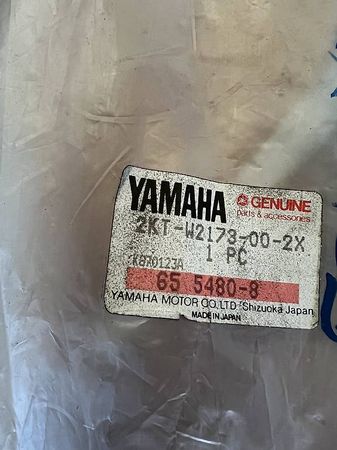 YAMAHA GENUINE
parts & accessories
2KT-W2173-00-2X
1 PC
K870123A
65 5480-8
YAMAHA MOTOR CO.,LTD. Shizuoka Japan
MADE IN JAPAN